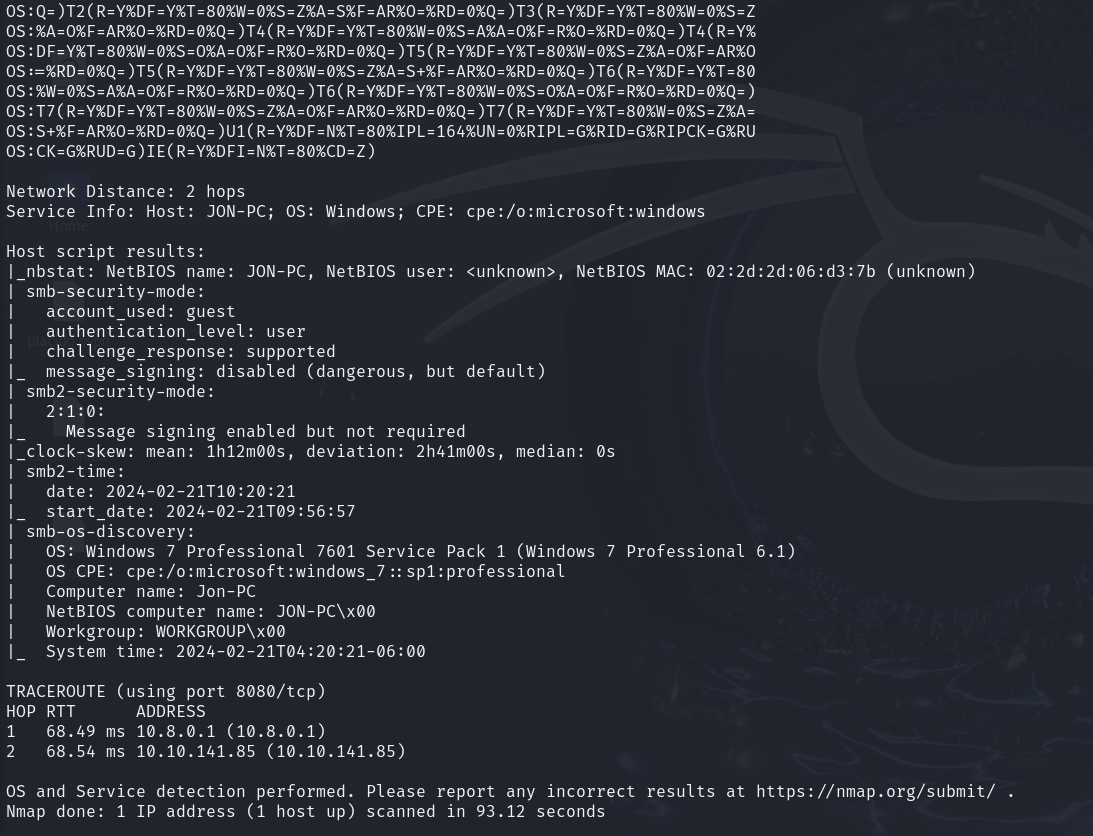 OS:Q=)T2(R=Y%DF=Y%T=80%W=0%S=Z%A=S%F=AR%O=%RD=0%Q=)T3(R=Y%DF=Y%T=80%W=0%S=Z
OS:%A=O%F=AR%O=%RD=0%Q=)T4(R=Y%DF=Y%T=80%W=0%S=A%A=O%F=R%O=%RD=0%Q=)T4(R=Y%
OS:DF=Y%T=80%W=0%S=O%A=O%F=R%O=%RD=0%Q=)T5(R=Y%DF=Y%T=80%W=0%S=Z%A=O%F=AR%O
OS:=%RD=0%Q=)T5(R=Y%DF=Y%T=80%W=0%S=Z%A=S+%F=AR%O=%RD=0%Q=)T6(R=Y%DF=Y%T=80
OS:%W=0%S=A%A=O%F=R%O=%RD=0%Q=)T6(R=Y%DF=Y%T=80%W=0%S=O%A=O%F=R%O=%RD=0%Q=)
OS:T7(R=Y%DF=Y%T=80%W=0%S=Z%A=O%F=AR%O=%RD=0%Q=)T7(R=Y%DF=Y%T=80%W=0%S=Z%A=
OS:S+%F=AR%O=%RD=0%Q=)U1(R=Y%DF=N%T=80%IPL=164%UN=0%RIPL=G%RID=G%RIPCK=G%RU
OS:CK=G%RUD=G)IE(R=Y%DFI=N%T=80%CD=Z)
Network Distance: 2 hops
Service Info: Host: JON-PC; OS: Windows; CPE: cpe:/o:microsoft:windows
Home
Host script results:
|_nbstat: NetBIOS name: JON-PC, NetBIOS user: <unknown>, NetBIOS MAC: 02:2d:2d:06:d3:7b (unknown)
| smb-security-mode:
|   account_used: guest
|   authentication_level: user
|   challenge_response: supported
|_  message_signing: disabled (dangerous, but default)
| smb2-security-mode:
|   2:1:0:
|_    Message signing enabled but not required
|_clock-skew: mean: 1h12m00s, deviation: 2h41m00s, median: 0s
| smb2-time:
|   date: 2024-02-21T10:20:21
|_  start_date: 2024-02-21T09:56:57
| smb-os-discovery:
|   OS: Windows 7 Professional 7601 Service Pack 1 (Windows 7 Professional 6.1)
|   OS CPE: cpe:/o:microsoft:windows_7::sp1:professional
|   Computer name: Jon-PC
|   NetBIOS computer name: JON-PC\x00
|   Workgroup: WORKGROUP\x00
|_  System time: 2024-02-21T04:20:21-06:00
TRACEROUTE (using port 8080/tcp)
HOP RTT      ADDRESS
1   68.49 ms 10.8.0.1 (10.8.0.1)
2   68.54 ms 10.10.141.85 (10.10.141.85)
OS and Service detection performed. Please report any incorrect results at https://nmap.org/submit/ .
Nmap done: 1 IP address (1 host up) scanned in 93.12 seconds